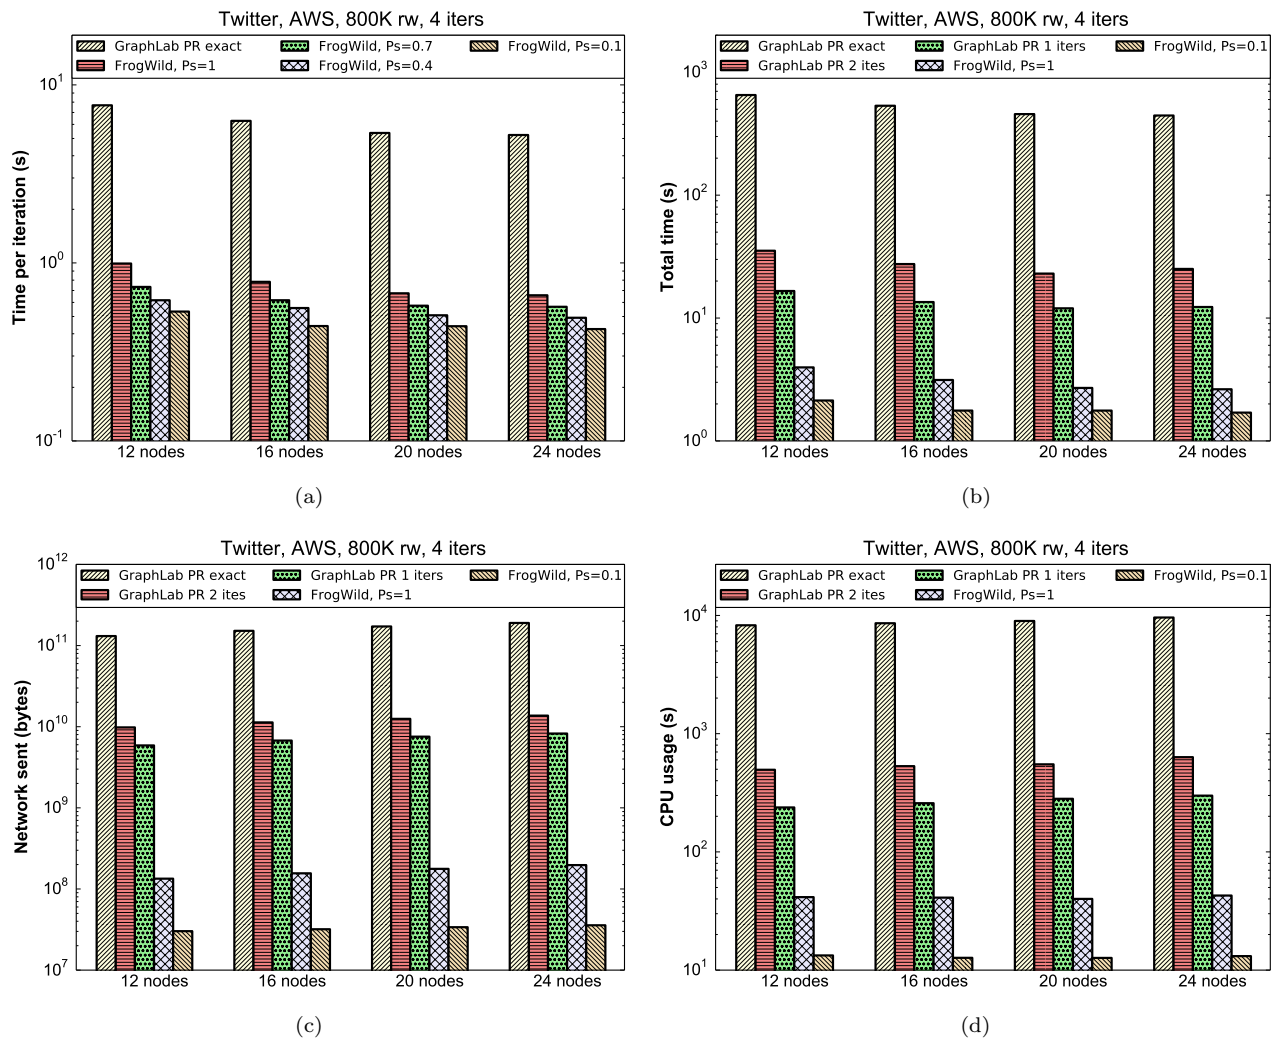 Twitter, AWS, 800K rw, 4 iters
GraphLab PR exact FrogWild, Ps=0.7 FrogWild, Ps=0.1
FrogWild, Ps=1 FrogWild, Ps=0.4
Time per iteration (s)
10^1
10^0
10^-1
12 nodes 16 nodes 20 nodes 24 nodes
(a)
Twitter, AWS, 800K rw, 4 iters
GraphLab PR exact GraphLab PR 1 iters FrogWild, Ps=0.1
GraphLab PR 2 ites FrogWild, Ps=1
Total time (s)
10^3
10^2
10^1
10^0
12 nodes 16 nodes 20 nodes 24 nodes
(b)
Twitter, AWS, 800K rw, 4 iters
GraphLab PR exact GraphLab PR 1 iters FrogWild, Ps=0.1
GraphLab PR 2 ites FrogWild, Ps=1
Network sent (bytes)
10^12
10^11
10^10
10^9
10^8
10^7
12 nodes 16 nodes 20 nodes 24 nodes
(c)
Twitter, AWS, 800K rw, 4 iters
GraphLab PR exact GraphLab PR 1 iters FrogWild, Ps=0.1
GraphLab PR 2 ites FrogWild, Ps=1
CPU usage (s)
10^4
10^3
10^2
10^1
12 nodes 16 nodes 20 nodes 24 nodes
(d)